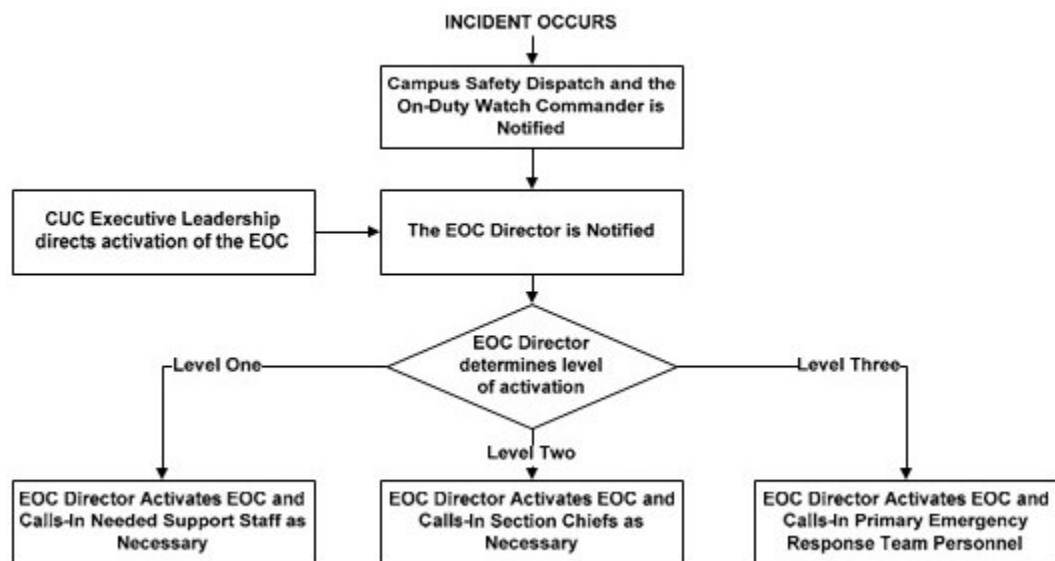 INCIDENT OCCURS
Campus Safety Dispatch and the
On-Duty Watch Commander is
Notified
CUC Executive Leadership
directs activation of the EOC
The EOC Director is Notified
EOC Director
determines level
of activation
Level One
Level Three
Level Two
EOC Director Activates EOC and
Calls-In Needed Support Staff as
Necessary
EOC Director Activates EOC and
Calls-In Section Chiefs as
Necessary
EOC Director Activates EOC and
Calls-In Primary Emergency
Response Team Personnel